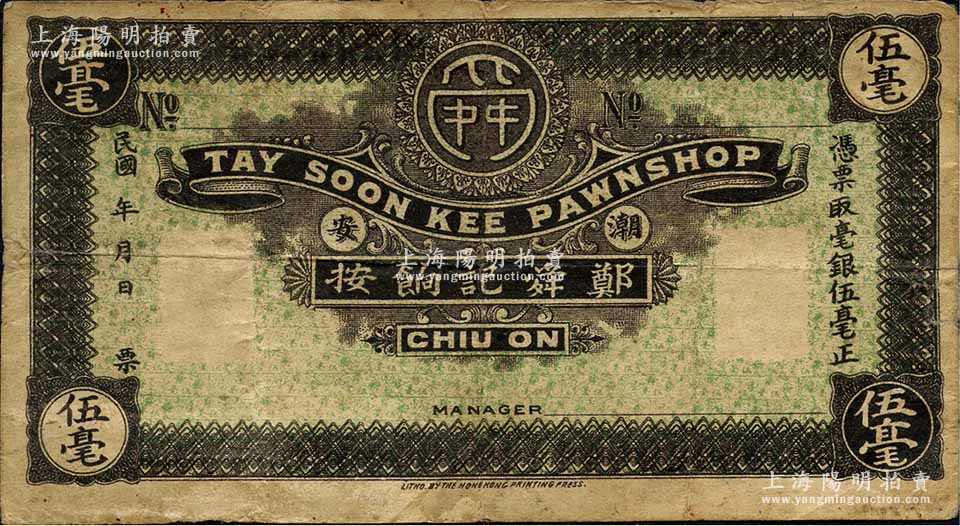 上海陽明拍賣
www.yangmingauction.com
伍毫
伍毫
No
No
TAY SOON KEE PAWNSHOP
潮安
鄭舜記餉按
上海陽明拍賣
www.yangmingauction.com
CHIU ON
憑票取毫銀伍毫正
民國 年 月 日 票
MANAGER
伍毫
伍毫
LITHO. BY THE HONGKONG PRINTING PRESS.
上海陽明拍賣
www.yangmingauction.com